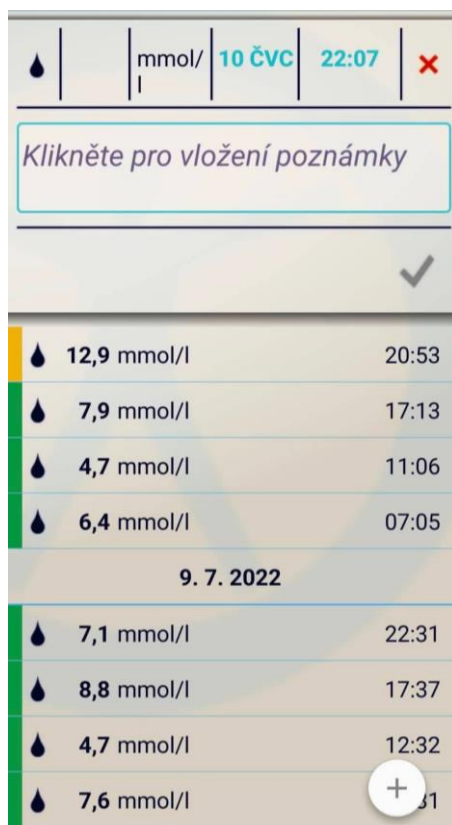 mmol/l 10 ČVC 22:07
Klikněte pro vložení poznámky
12,9 mmol/l 20:53
7,9 mmol/l 17:13
4,7 mmol/l 11:06
6,4 mmol/l 07:05
9. 7. 2022
7,1 mmol/l 22:31
8,8 mmol/l 17:37
4,7 mmol/l 12:32
7,6 mmol/l